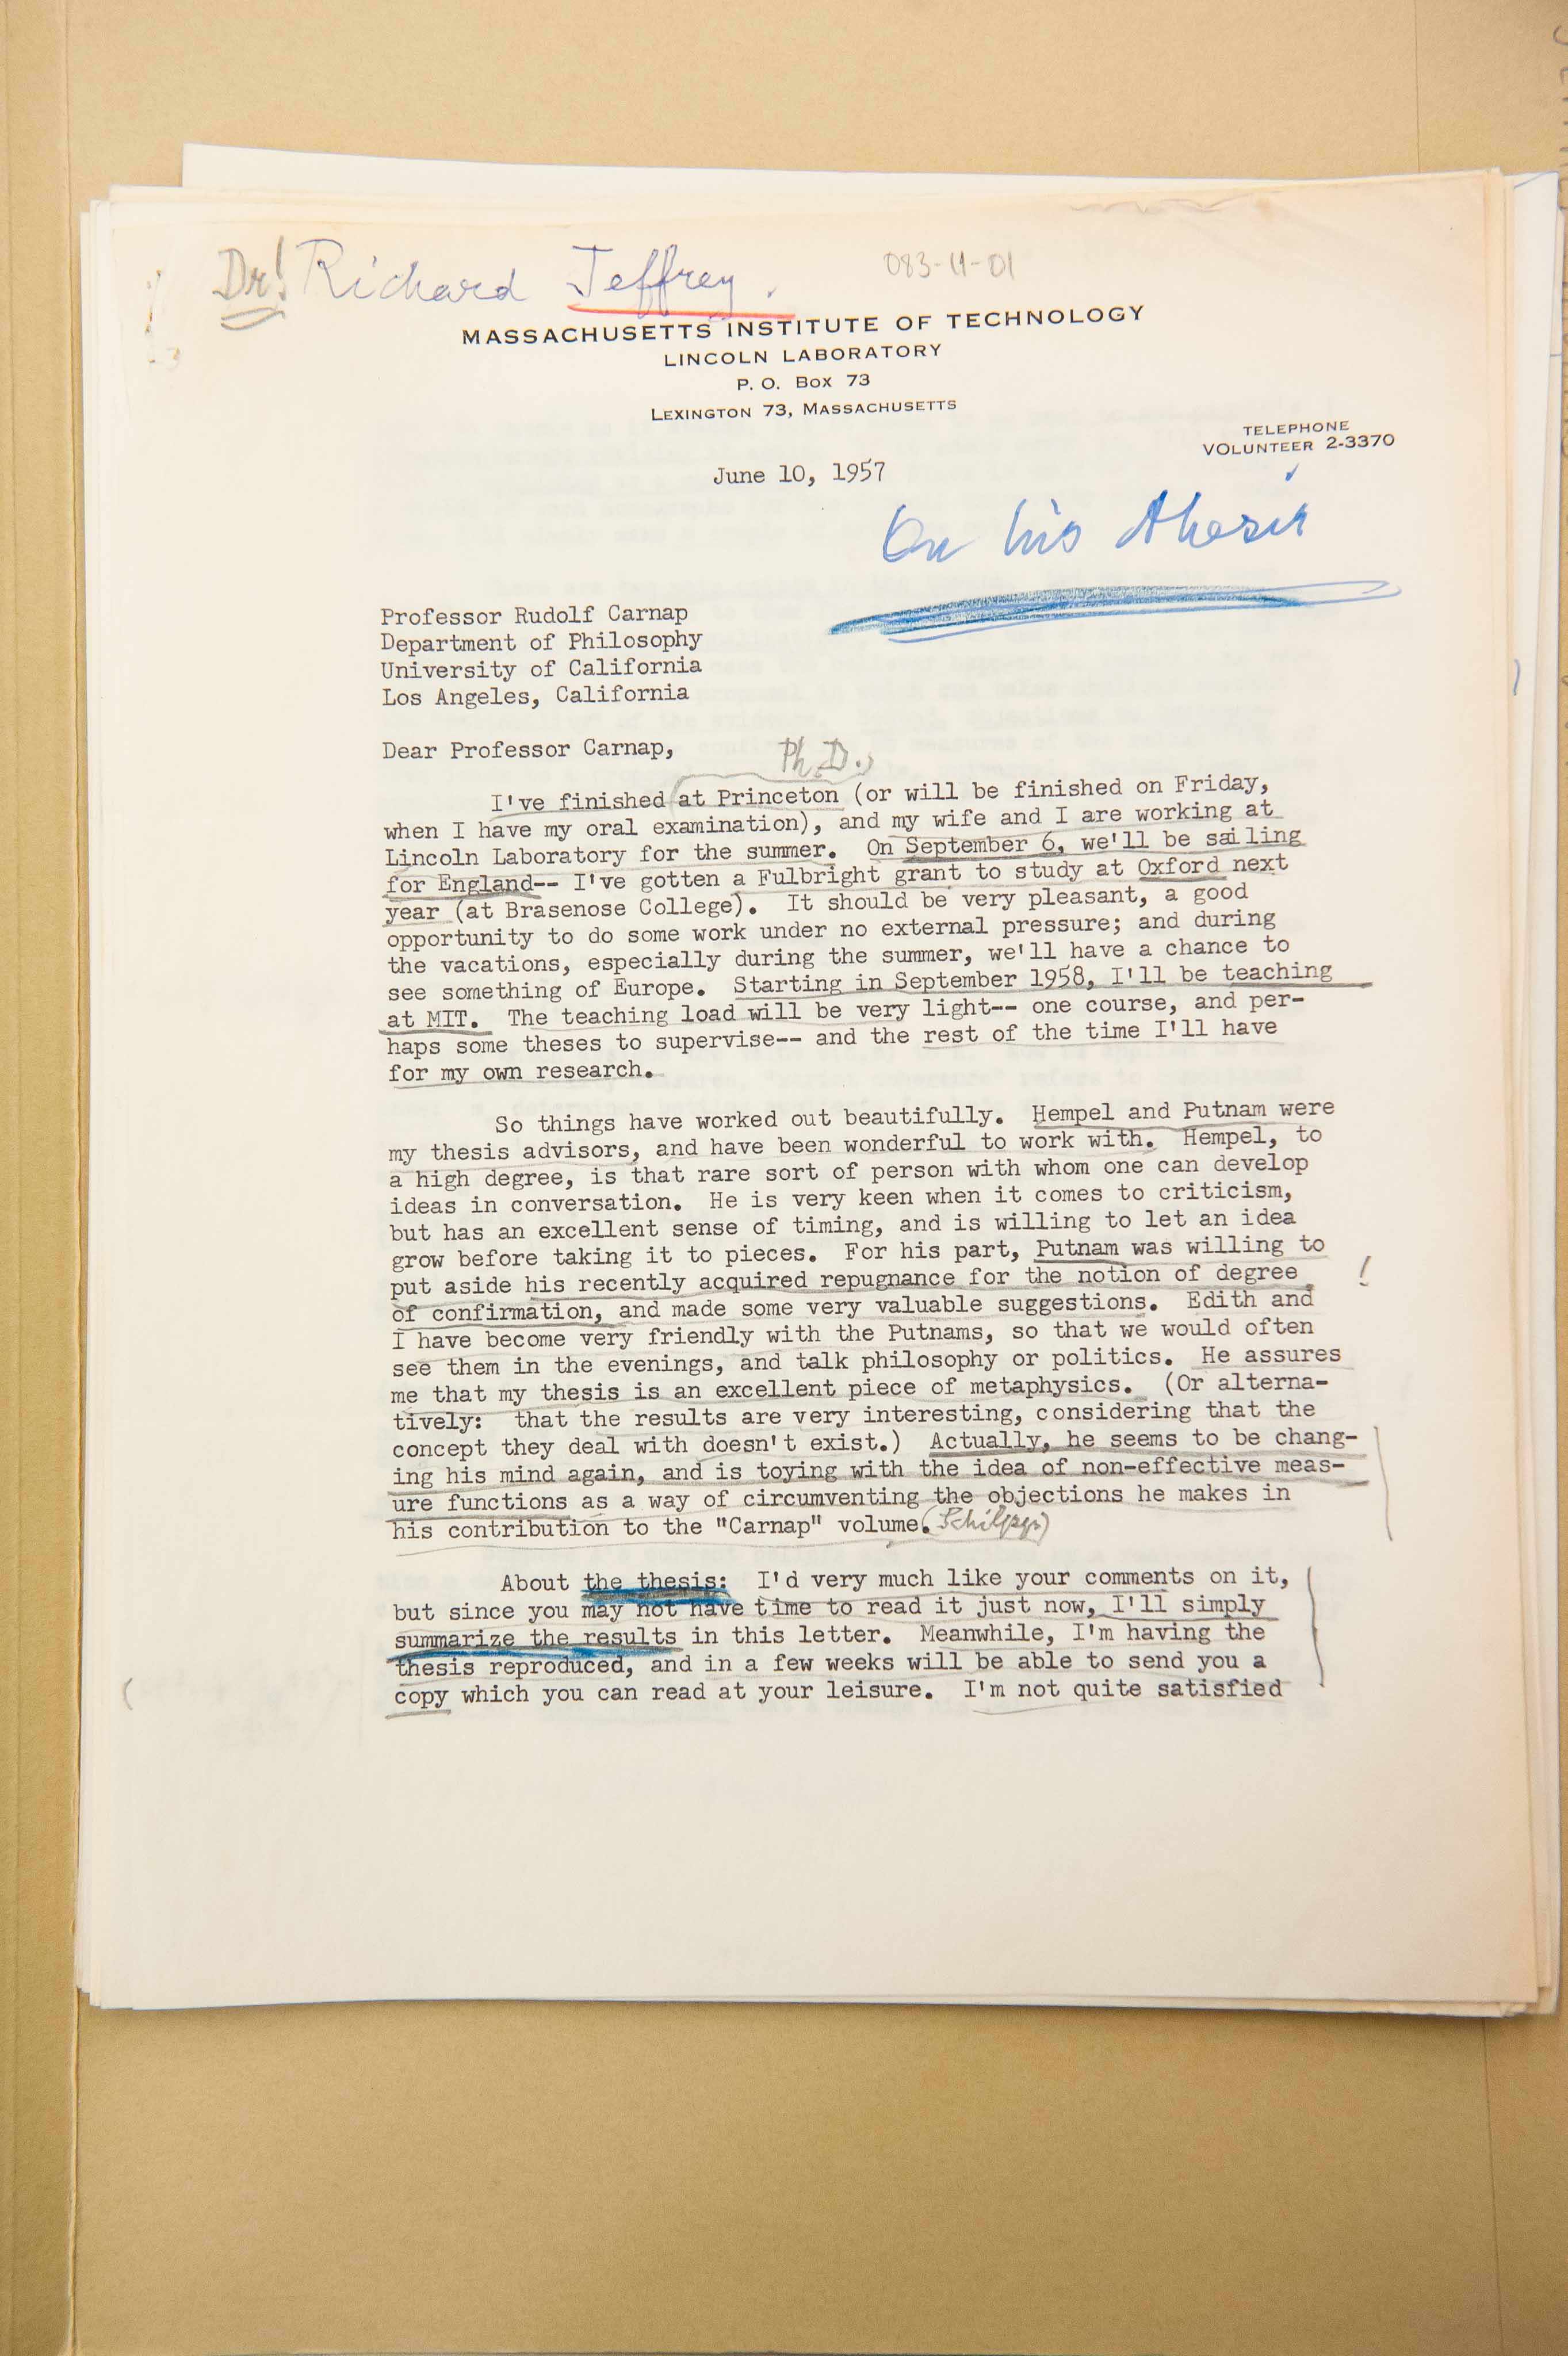 Dr! Richard Jeffrey.
083-11-01
MASSACHUSETTS INSTITUTE OF TECHNOLOGY
LINCOLN LABORATORY
P. O. BOX 73
LEXINGTON 73, MASSACHUSETTS
TELEPHONE
VOLUNTEER 2-3370
June 10, 1957
On his thesis
Professor Rudolf Carnap
Department of Philosophy
University of California
Los Angeles, California
Dear Professor Carnap,
Ph.D.,
I've finished at Princeton (or will be finished on Friday,
when I have my oral examination), and my wife and I are working at
Lincoln Laboratory for the summer. On September 6, we'll be sailing
for England-- I've gotten a Fulbright grant to study at Oxford next
year (at Brasenose College). It should be very pleasant, a good
opportunity to do some work under no external pressure; and during
the vacations, especially during the summer, we'll have a chance to
see something of Europe. Starting in September 1958, I'll be teaching
at MIT. The teaching load will be very light-- one course, and per-
haps some theses to supervise-- and the rest of the time I'll have
for my own research.
So things have worked out beautifully. Hempel and Putnam were
my thesis advisors, and have been wonderful to work with. Hempel, to
a high degree, is that rare sort of person with whom one can develop
ideas in conversation. He is very keen when it comes to criticism,
but has an excellent sense of timing, and is willing to let an idea
grow before taking it to pieces. For his part, Putnam was willing to
put aside his recently acquired repugnance for the notion of degree !
of confirmation, and made some very valuable suggestions. Edith and
I have become very friendly with the Putnams, so that we would often
see them in the evenings, and talk philosophy or politics. He assures
me that my thesis is an excellent piece of metaphysics. (Or alterna-
tively: that the results are very interesting, considering that the
concept they deal with doesn't exist.) Actually, he seems to be chang-
ing his mind again, and is toying with the idea of non-effective meas-
ure functions as a way of circumventing the objections he makes in
his contribution to the "Carnap" volume. (Schilpp)
About the thesis: I'd very much like your comments on it,
but since you may not have time to read it just now, I'll simply
summarize the results in this letter. Meanwhile, I'm having the
thesis reproduced, and in a few weeks will be able to send you a
copy which you can read at your leisure. I'm not quite satisfied